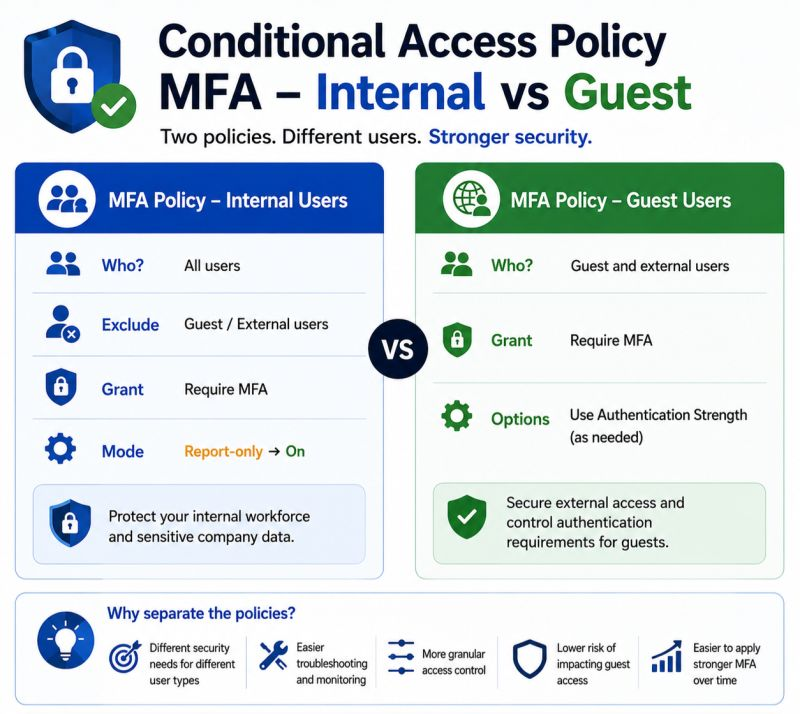 Conditional Access Policy
MFA – Internal vs Guest
Two policies. Different users. Stronger security.
MFA Policy – Internal Users
Who? All users
Exclude Guest / External users
Grant Require MFA
Mode Report-only → On
Protect your internal workforce
and sensitive company data.
VS
MFA Policy – Guest Users
Who? Guest and external users
Grant Require MFA
Options Use Authentication Strength
(as needed)
Secure external access and
control authentication
requirements for guests.
Why separate the policies?
Different security
needs for different
user types
Easier
troubleshooting
and monitoring
More granular
access control
Lower risk of
impacting guest
access
Easier to apply
stronger MFA
over time